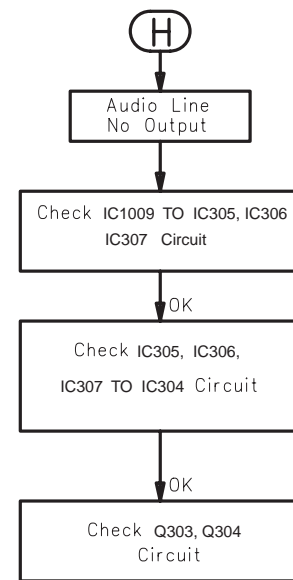 H
Audio Line
No Output
Check IC1009 TO IC305, IC306
IC307 Circuit
OK
Check IC305, IC306,
IC307 TO IC304 Circuit
OK
Check Q303, Q304
Circuit